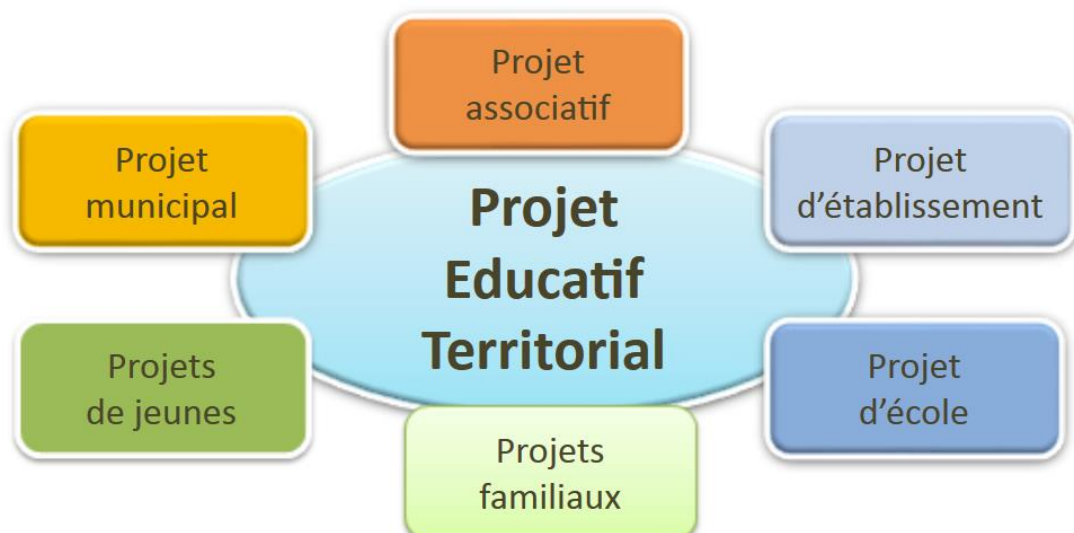 Projet
associatif
Projet
municipal
Projet
d’établissement
Projet
Educatif
Territorial
Projets
de jeunes
Projet
d’école
Projets
familiaux